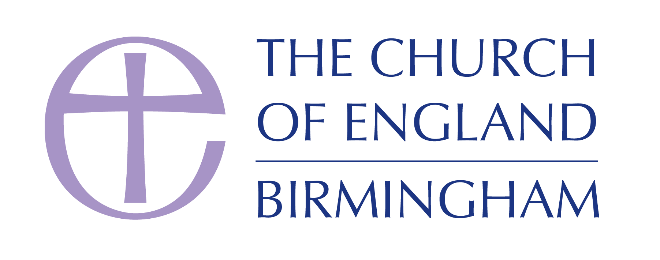 THE CHURCH
OF ENGLAND
BIRMINGHAM